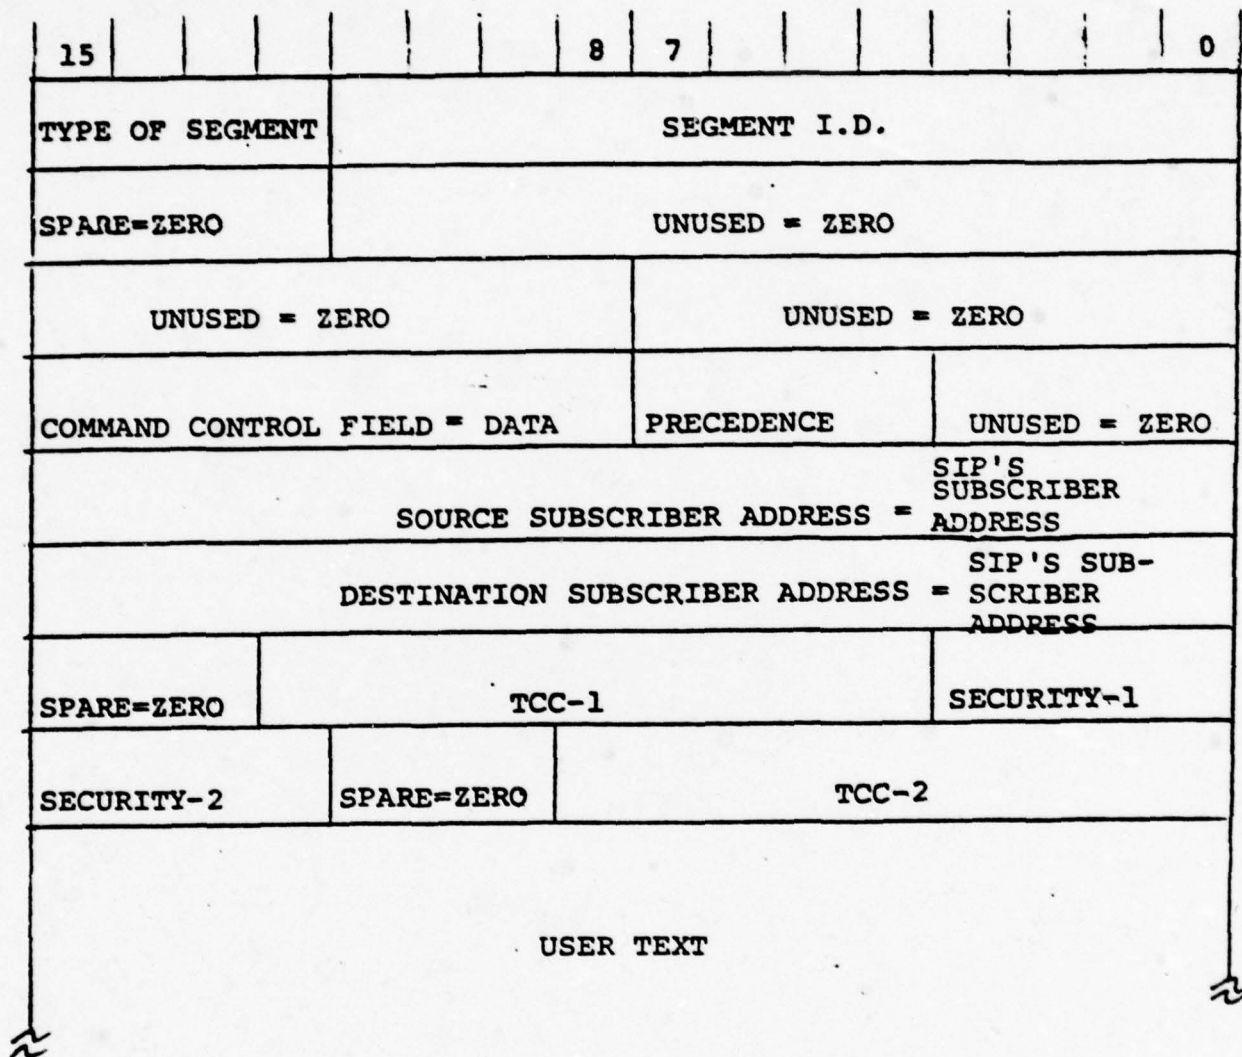 15 8 7 0
TYPE OF SEGMENT SEGMENT I.D.
SPARE=ZERO UNUSED = ZERO
UNUSED = ZERO UNUSED = ZERO
COMMAND CONTROL FIELD = DATA PRECEDENCE UNUSED = ZERO
SIP'S
SUBSCRIBER
SOURCE SUBSCRIBER ADDRESS = ADDRESS
SIP'S SUB-
DESTINATION SUBSCRIBER ADDRESS = SCRIBER
ADDRESS
SPARE=ZERO TCC-1 SECURITY-1
SECURITY-2 SPARE=ZERO TCC-2
USER TEXT